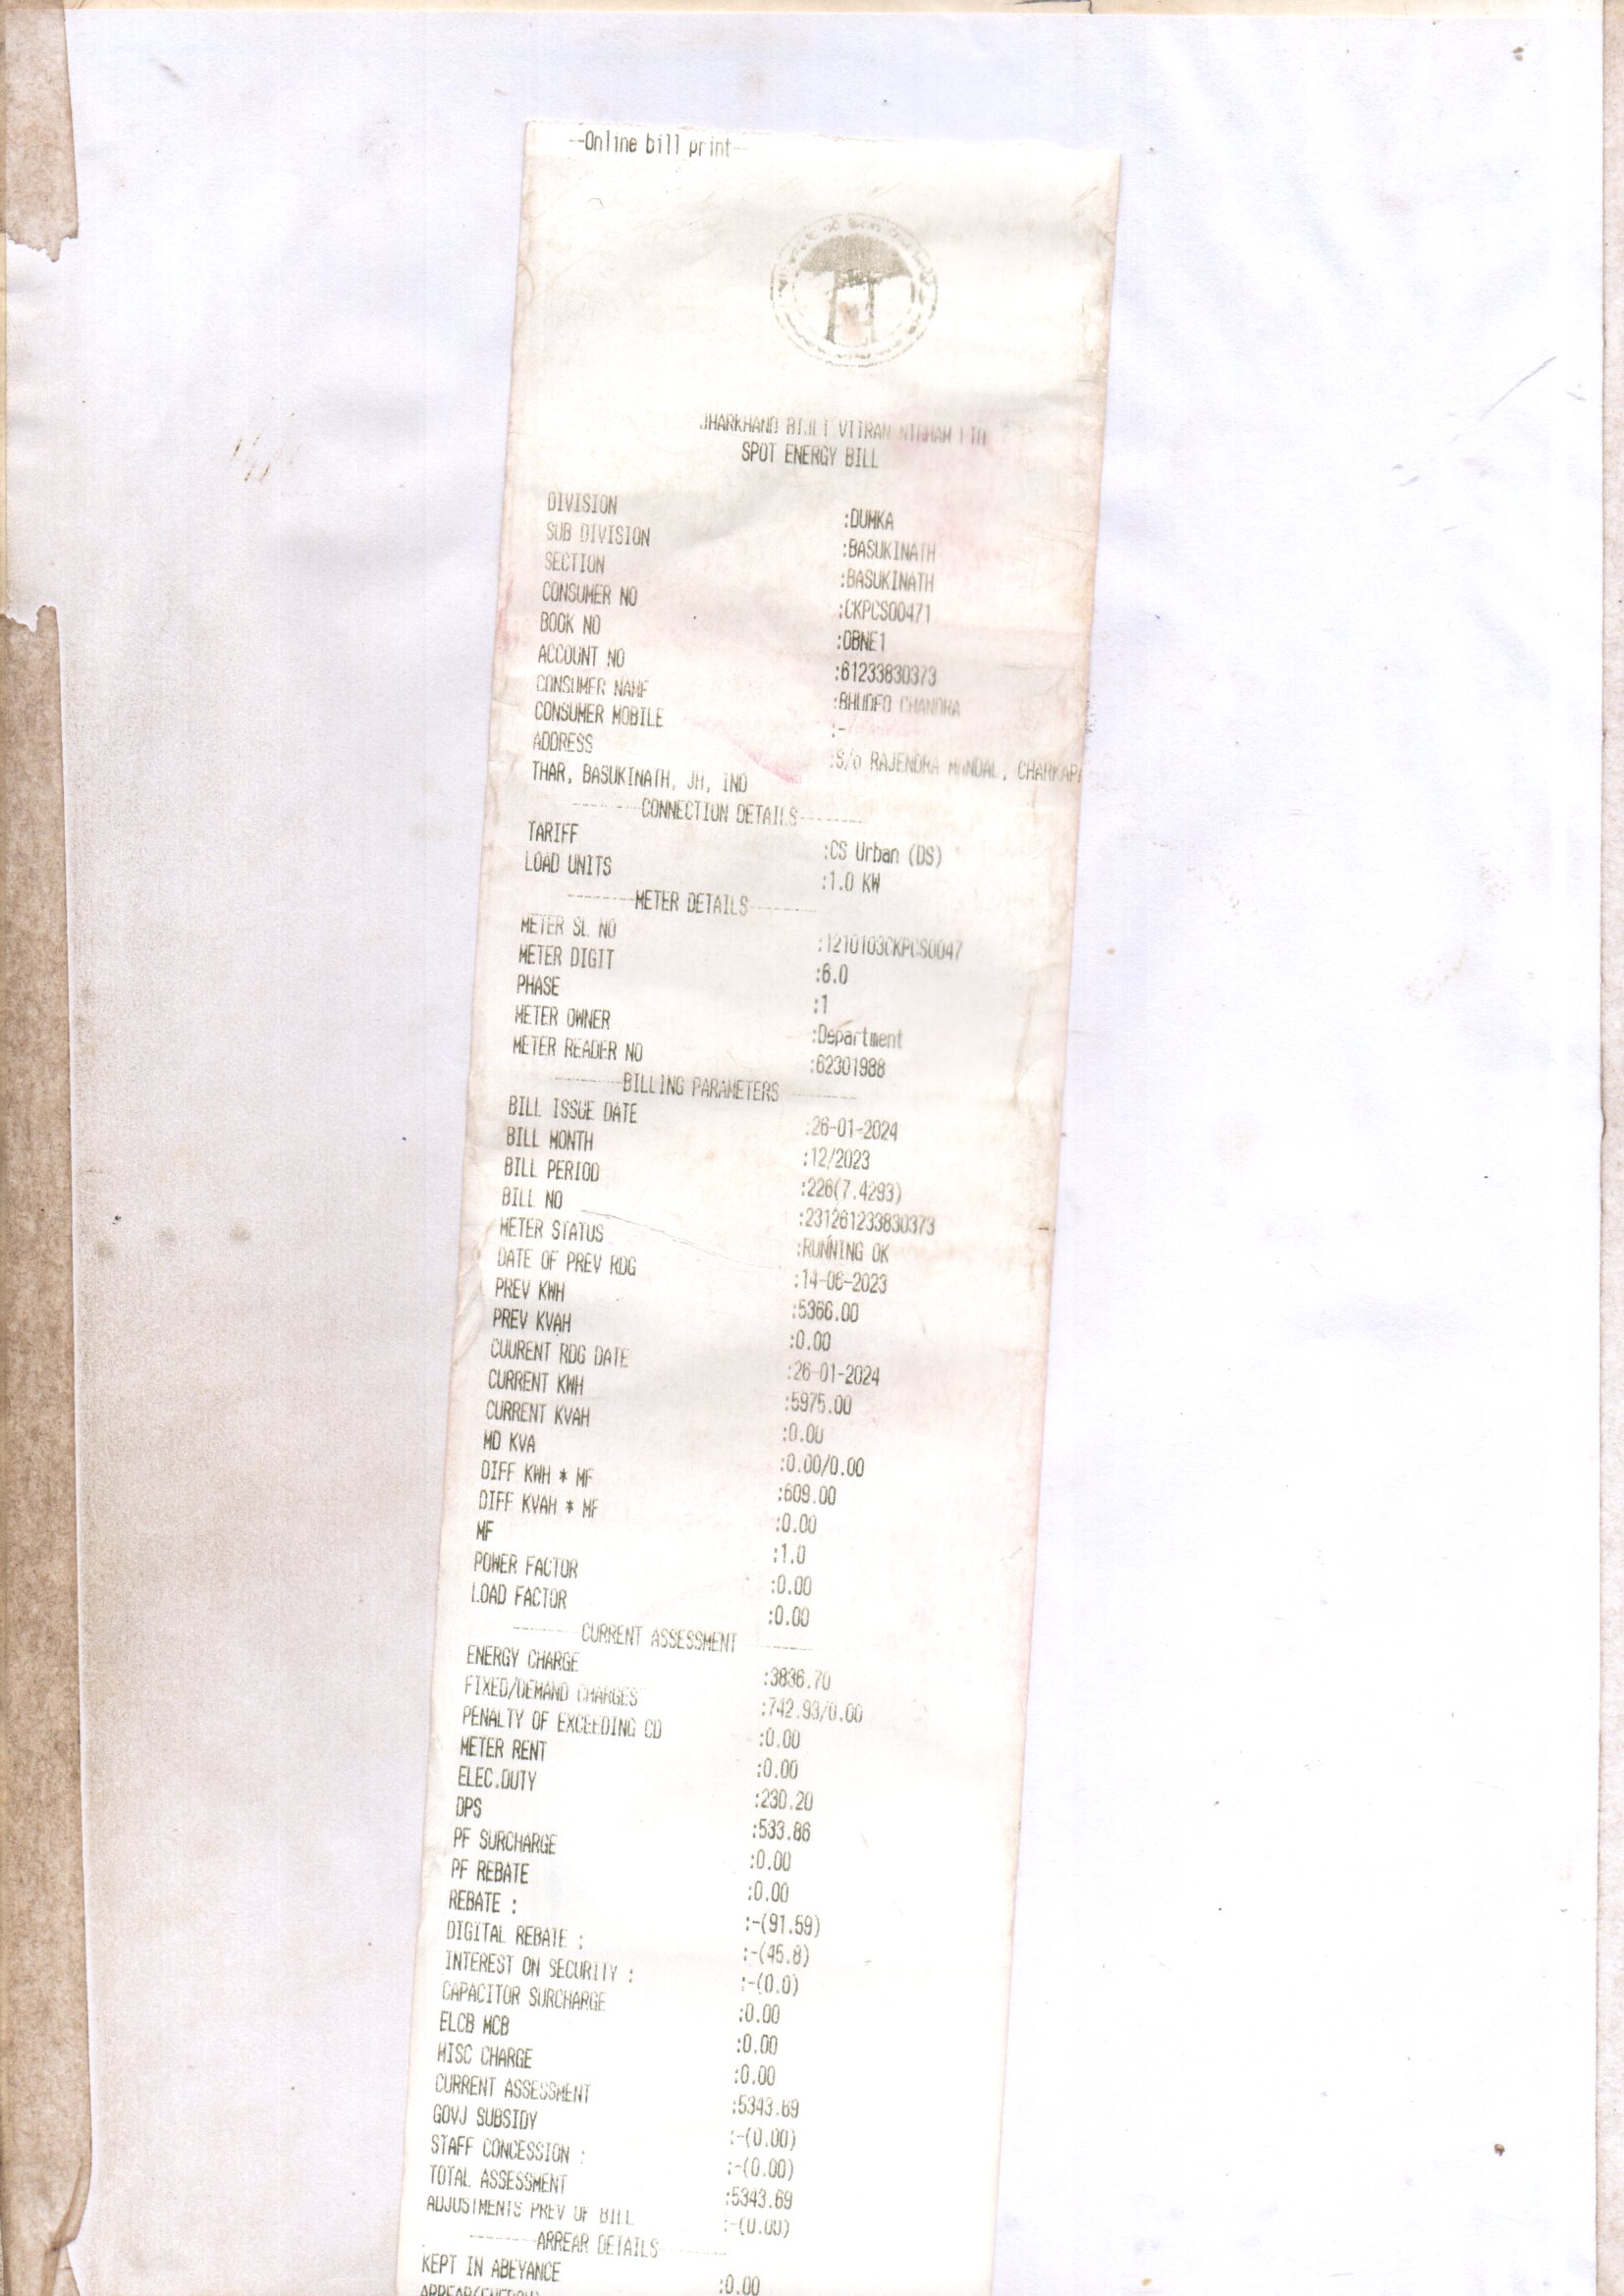 --Online bill print--
JHARKHAND BIJLI VITRAN NIGHAM LTD
SPOT ENERGY BILL
DIVISION :DUMKA
SUB DIVISION :BASUKINATH
SECTION :BASUKINATH
CONSUMER NO :CKPCS00471
BOOK NO :OBNE1
ACCOUNT NO :61233830373
CONSUMER NAME :BHUDEO CHANDRA
CONSUMER MOBILE :-
ADDRESS :S/o RAJENDRA MANDAL, CHARKAPA
THAR, BASUKINATH, JH, IND
---------CONNECTION DETAILS---------
TARIFF :CS Urban (DS)
LOAD UNITS :1.0 KW
---------METER DETAILS---------
METER SL NO :1210103CKPCS0047
METER DIGIT :6.0
PHASE :1
METER OWNER :Department
METER READER NO :62301988
---------BILLING PARAMETERS---------
BILL ISSUE DATE :26-01-2024
BILL MONTH :12/2023
BILL PERIOD :226(7.4293)
BILL NO :231261233830373
METER STATUS :RUNNING OK
DATE OF PREV RDG :14-06-2023
PREV KWH :5366.00
PREV KVAH :0.00
CUURENT RDG DATE :26-01-2024
CURRENT KWH :5975.00
CURRENT KVAH :0.00
MD KVA :0.00/0.00
DIFF KWH * MF :609.00
DIFF KVAH * MF :0.00
MF :1.0
POWER FACTOR :0.00
LOAD FACTOR :0.00
---------CURRENT ASSESSMENT---------
ENERGY CHARGE :3836.70
FIXED/DEMAND CHARGES :742.93/0.00
PENALTY OF EXCEEDING CD :0.00
METER RENT :0.00
ELEC.DUTY :230.20
DPS :533.86
PF SURCHARGE :0.00
PF REBATE :0.00
REBATE : :-(91.59)
DIGITAL REBATE : :-(45.8)
INTEREST ON SECURITY : :-(0.0)
CAPACITOR SURCHARGE :0.00
ELCB MCB :0.00
MISC CHARGE :0.00
CURRENT ASSESSMENT :5343.69
GOVJ SUBSIDY :-(0.00)
STAFF CONCESSION : :-(0.00)
TOTAL ASSESSMENT :5343.69
ADJUSTMENTS PREV OF BILL :-(0.00)
---------ARREAR DETAILS---------
KEPT IN ABEYANCE :0.00